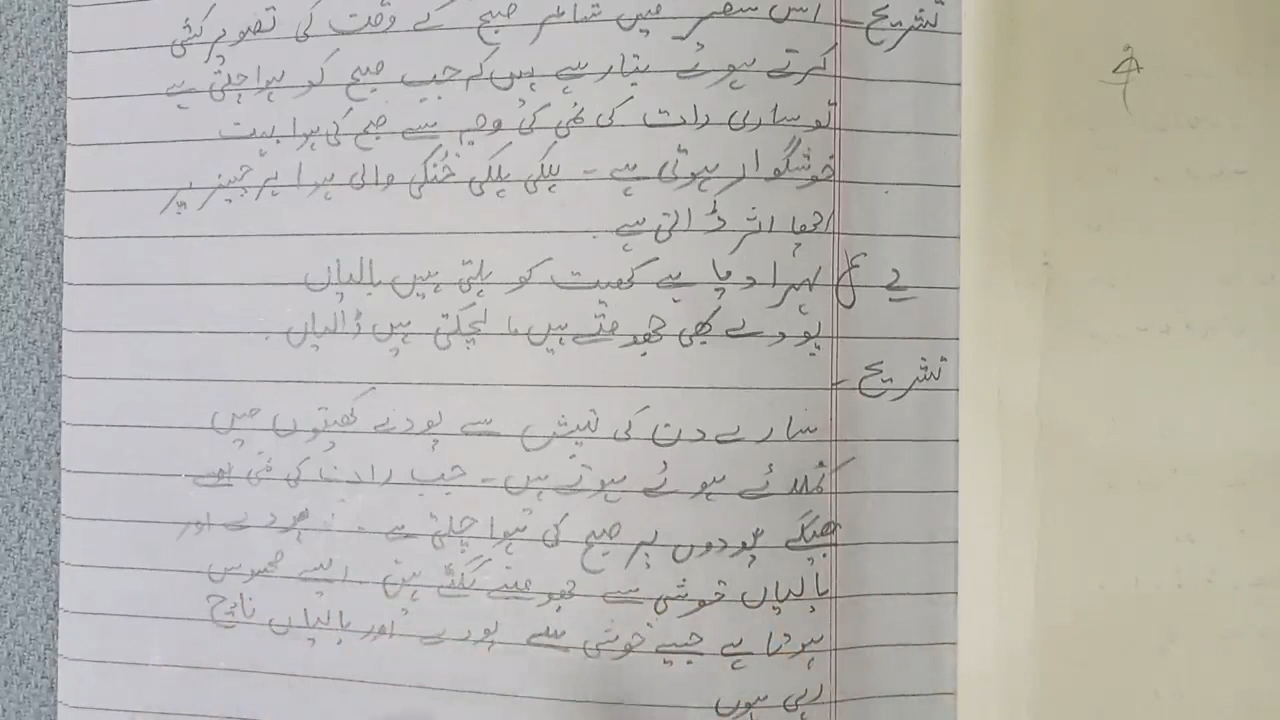 تشریح - اس شعر میں شاعر صبح کے وقت کی تصویر کشی
کرتے ہوئے بتا رہے ہیں کہ جب صبح کو ہوا چلتی ہے
تو ساری رات کی نمی کی وجہ سے صبح کی ہوا بہت
خوشگوار ہوتی ہے - ہلکی ہلکی خُنکی والی ہوا ہر چیز پر
اچھا اثر ڈالتی ہے
لہرا دیا ہے کھیت کو ہلتی ہیں بالیاں
پودے بھی جھومتے ہیں، لچکتی ہیں ڈالیاں
تشریح -
سارے دن کی تپش سے پودے کھیتوں میں
کملائے ہوئے ہوتے ہیں - جب رات کی نمی سے
بھیگے پودوں پر صبح کی ہوا چلتی ہے پودے اور
بالیاں خوشی سے جھومنے لگتے ہیں ایسے محسوس
ہوتا ہے جیسے خوشی سے پودے اور بالیاں ناچ
رہی ہوں